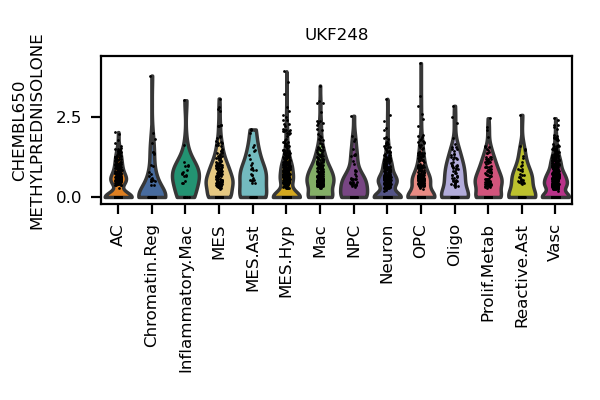 UKF248
CHEMBL650
METHYLPREDNISOLONE
2.5
0.0
AC
Chromatin.Reg
Inflammatory.Mac
MES
MES.Ast
MES.Hyp
Mac
NPC
Neuron
OPC
Oligo
Prolif.Metab
Reactive.Ast
Vasc